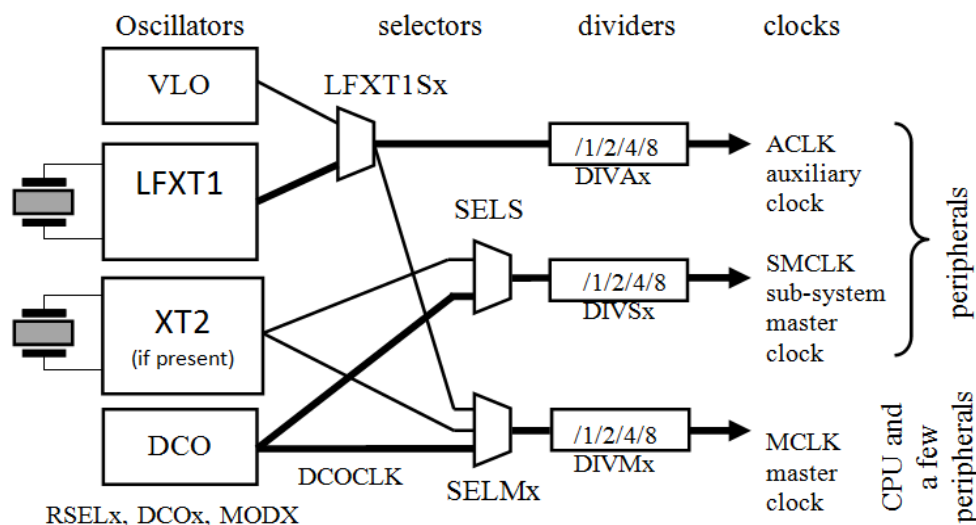 Oscillators selectors dividers clocks
VLO
LFXT1Sx
LFXT1
/1/2/4/8
DIVAx
ACLK
auxiliary
clock
SELS
XT2
(if present)
/1/2/4/8
DIVSx
SMCLK
sub-system
master
clock
peripherals
DCO
DCOCLK
SELMx
/1/2/4/8
DIVMx
MCLK
master
clock
CPU and
a few
peripherals
RSELx, DCOx, MODX